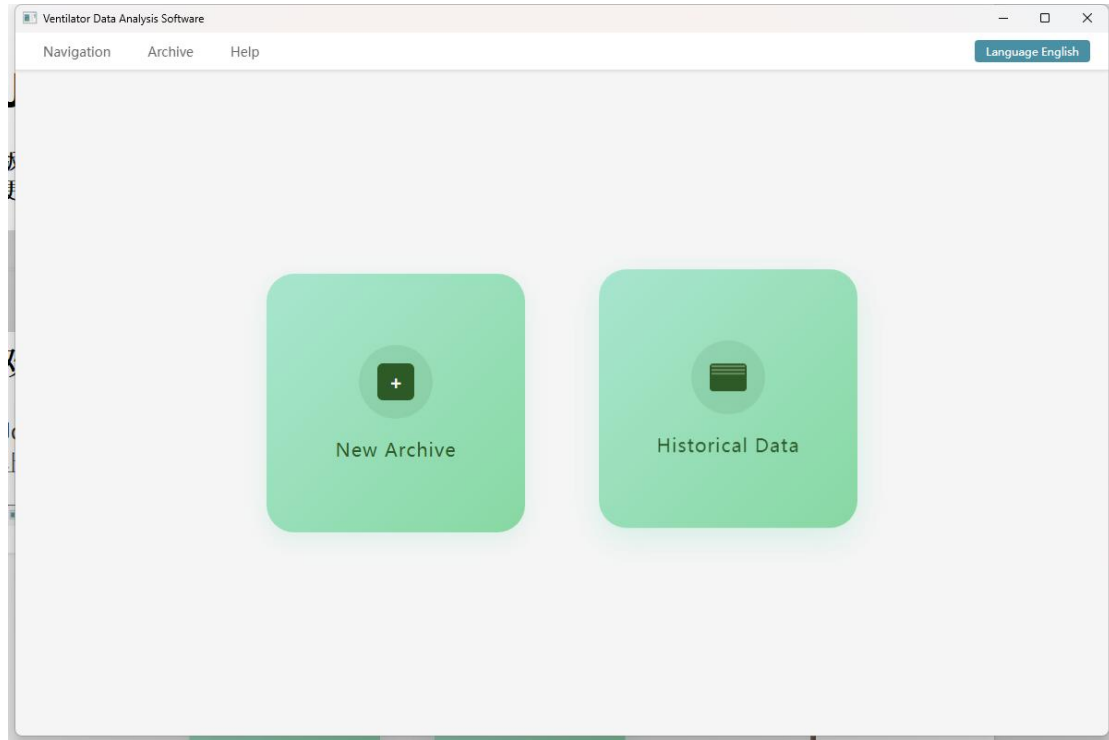 Ventilator Data Analysis Software
Navigation Archive Help Language English
New Archive
Historical Data